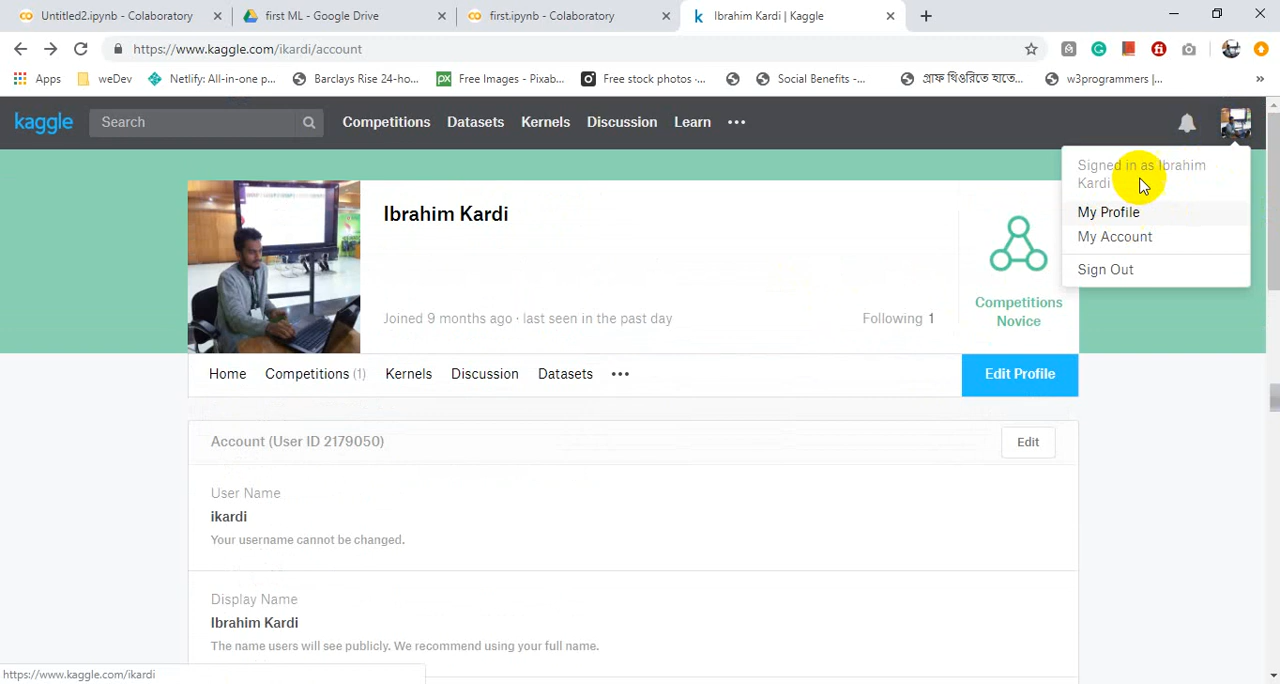 Untitled2.ipynb - Colaboratory
first ML - Google Drive
first.ipynb - Colaboratory
Ibrahim Kardi | Kaggle
https://www.kaggle.com/ikardi/account
Apps
weDev
Netlify: All-in-one p...
Barclays Rise 24-ho...
Free Images - Pixab...
Free stock photos ·...
Social Benefits -...
গ্রাফ থিওরিতে হাতে...
w3programmers |...
kaggle
Search
Competitions
Datasets
Kernels
Discussion
Learn
Signed in as Ibrahim
Kardi
My Profile
My Account
Sign Out
Ibrahim Kardi
Joined 9 months ago · last seen in the past day
Following 1
Competitions
Novice
Home
Competitions (1)
Kernels
Discussion
Datasets
Edit Profile
Account (User ID 2179050)
Edit
User Name
ikardi
Your username cannot be changed.
Display Name
Ibrahim Kardi
The name users will see publicly. We recommend using your full name.
https://www.kaggle.com/ikardi